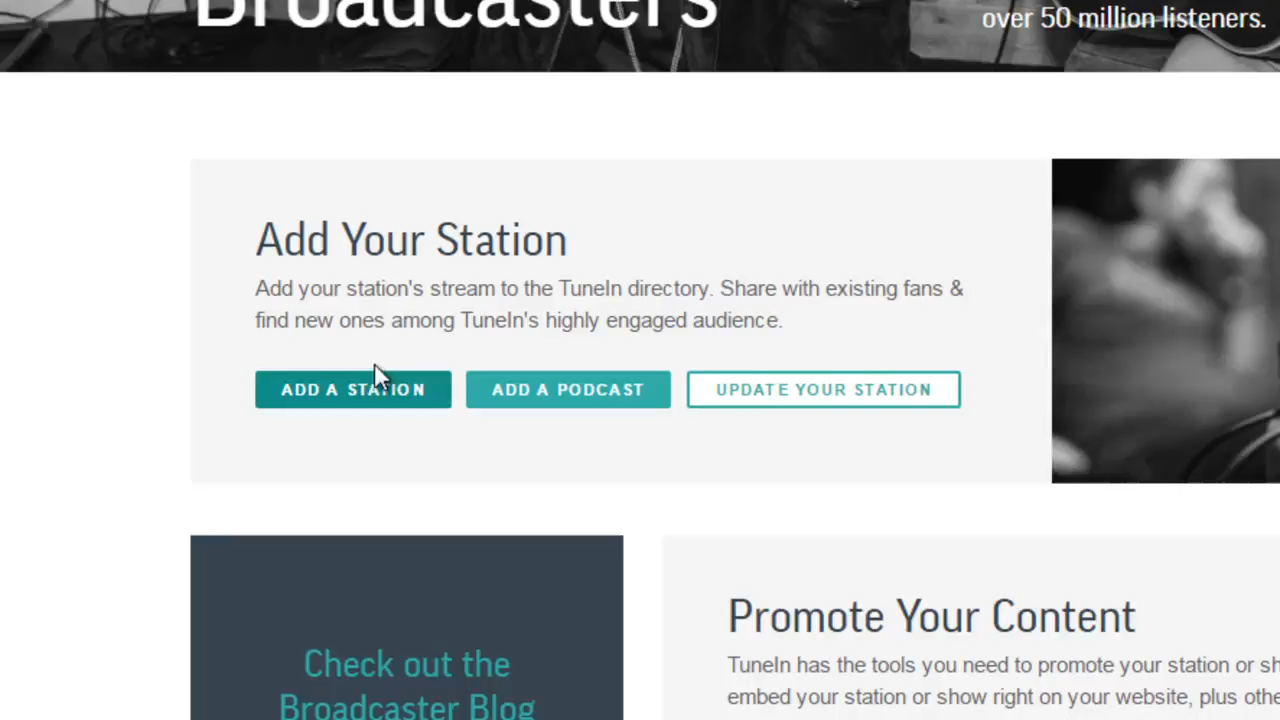 Broadcasters
over 50 million listeners.
Add Your Station
Add your station's stream to the TuneIn directory. Share with existing fans &
find new ones among TuneIn's highly engaged audience.
ADD A STATION
ADD A PODCAST
UPDATE YOUR STATION
Check out the
Broadcaster Blog
Promote Your Content
TuneIn has the tools you need to promote your station or
embed your station or show right on your website, plus